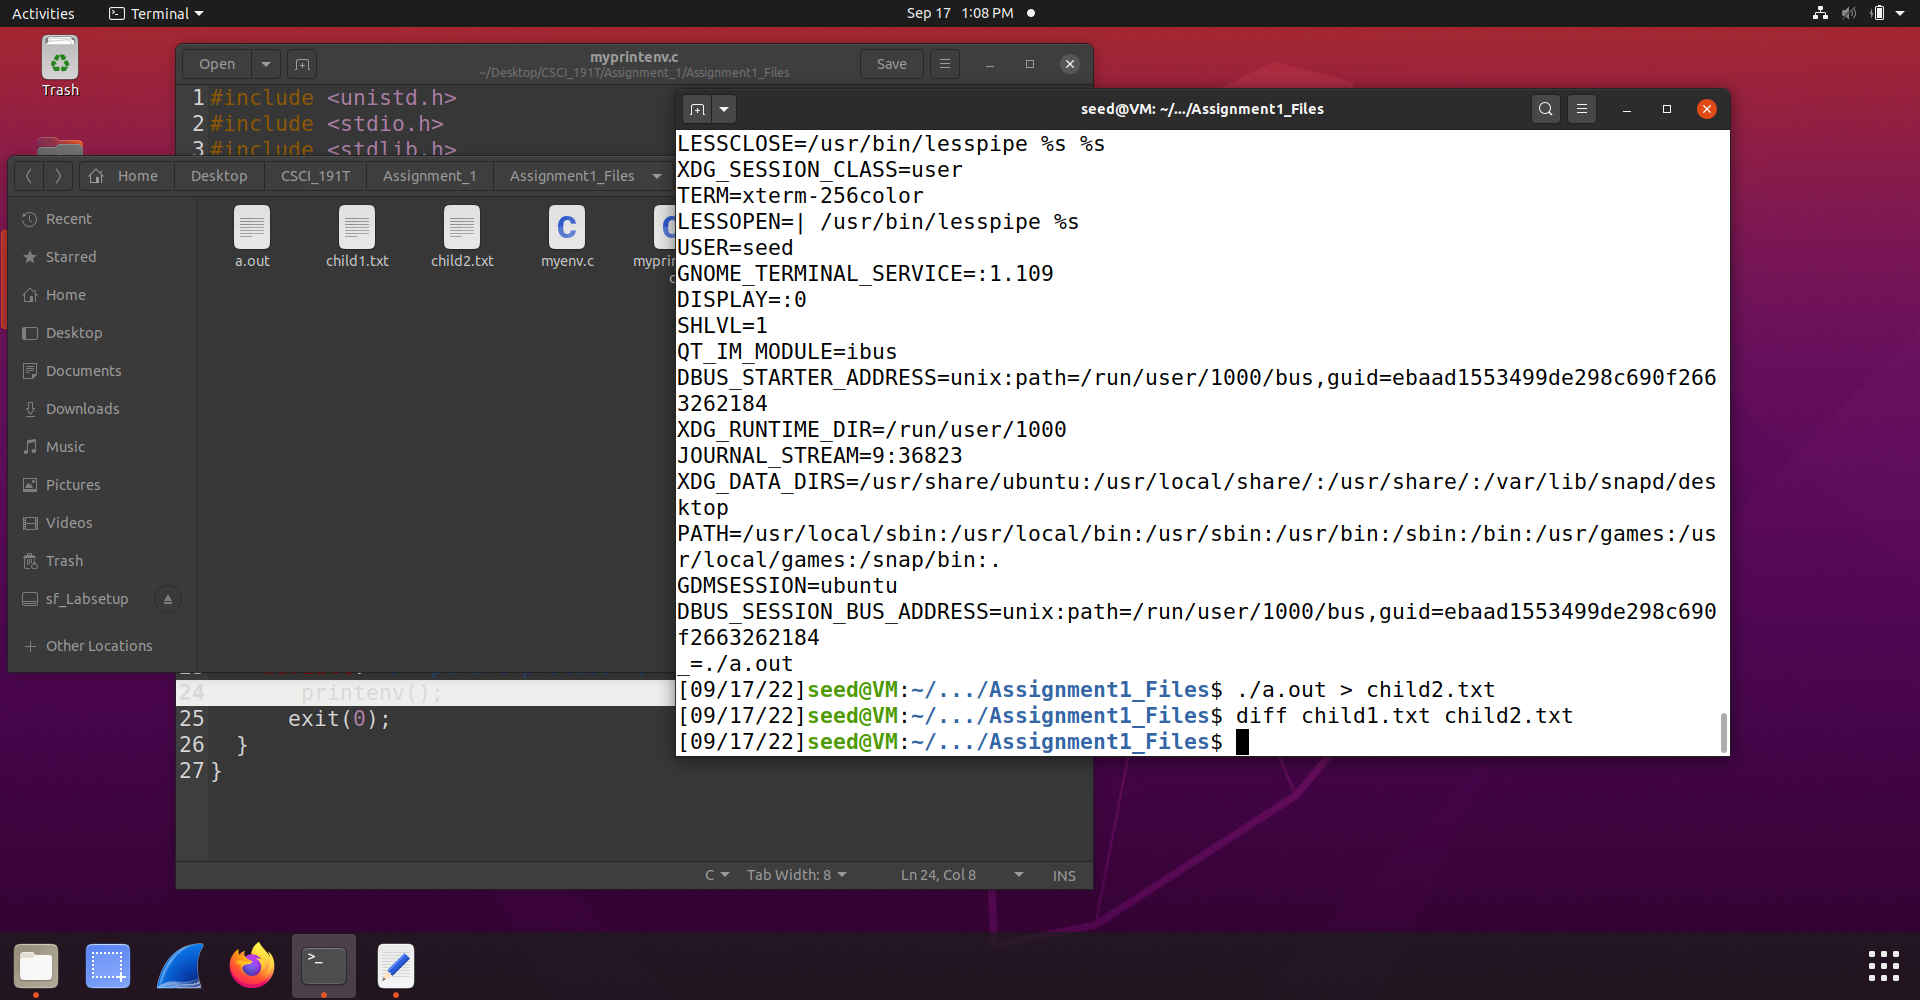 Activities
Terminal
Sep 17 1:08 PM
Trash
Open
myprintenv.c
~/Desktop/CSCI_191T/Assignment_1/Assignment1_Files
Save
1 #include <unistd.h>
2 #include <stdio.h>
3 #include <stdlib.h>
Home
Desktop
CSCI_191T
Assignment_1
Assignment1_Files
Recent
Starred
Home
Desktop
Documents
Downloads
Music
Pictures
Videos
Trash
sf_Labsetup
+ Other Locations
a.out
child1.txt
child2.txt
myenv.c
24 printenv();
25 exit(0);
26 }
27 }
C
Tab Width: 8
Ln 24, Col 8
INS
seed@VM: ~/.../Assignment1_Files
LESSCLOSE=/usr/bin/lesspipe %s %s
XDG_SESSION_CLASS=user
TERM=xterm-256color
LESSOPEN=| /usr/bin/lesspipe %s
USER=seed
GNOME_TERMINAL_SERVICE=:1.109
DISPLAY=:0
SHLVL=1
QT_IM_MODULE=ibus
DBUS_STARTER_ADDRESS=unix:path=/run/user/1000/bus,guid=ebaad1553499de298c690f266
3262184
XDG_RUNTIME_DIR=/run/user/1000
JOURNAL_STREAM=9:36823
XDG_DATA_DIRS=/usr/share/ubuntu:/usr/local/share/:/usr/share/:/var/lib/snapd/des
ktop
PATH=/usr/local/sbin:/usr/local/bin:/usr/sbin:/usr/bin:/sbin:/bin:/usr/games:/us
r/local/games:/snap/bin:.
GDMSESSION=ubuntu
DBUS_SESSION_BUS_ADDRESS=unix:path=/run/user/1000/bus,guid=ebaad1553499de298c690
f2663262184
_=./a.out
[09/17/22]seed@VM:~/.../Assignment1_Files$ ./a.out > child2.txt
[09/17/22]seed@VM:~/.../Assignment1_Files$ diff child1.txt child2.txt
[09/17/22]seed@VM:~/.../Assignment1_Files$